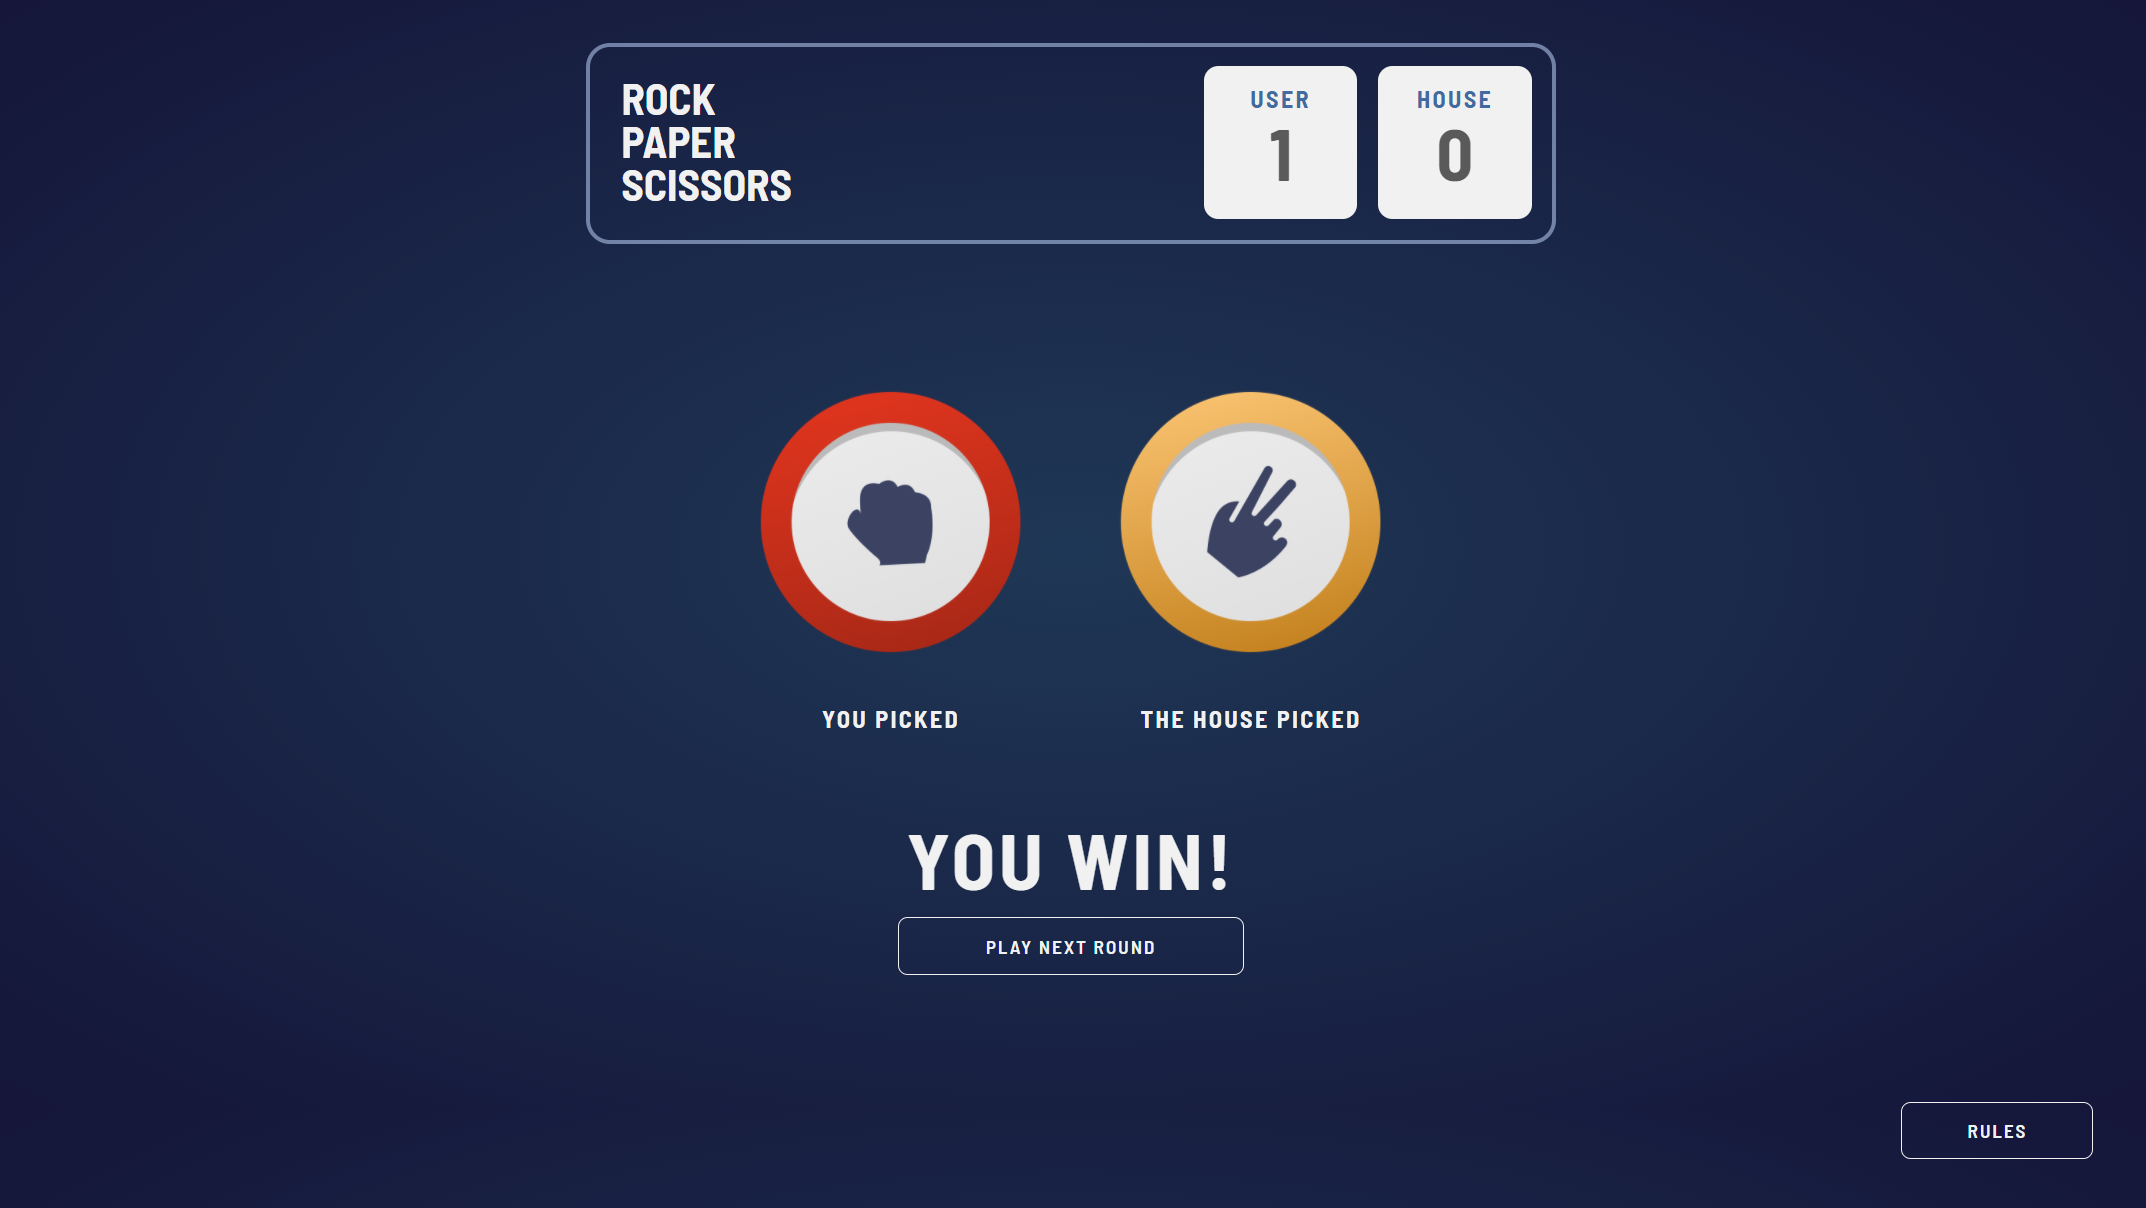 ROCK
PAPER
SCISSORS
USER
1
HOUSE
0
YOU PICKED
THE HOUSE PICKED
YOU WIN!
PLAY NEXT ROUND
RULES